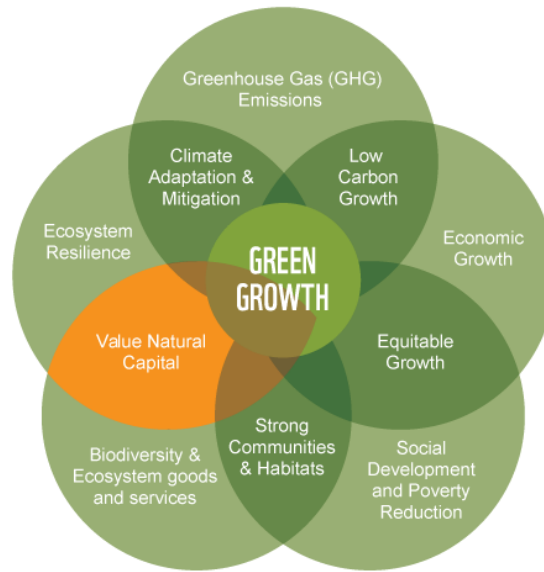 Greenhouse Gas (GHG)
Emissions
Climate
Adaptation &
Mitigation
Low
Carbon
Growth
Ecosystem
Resilience
Economic
Growth
GREEN
GROWTH
Value Natural
Capital
Equitable
Growth
Strong
Communities
& Habitats
Biodiversity &
Ecosystem goods
and services
Social
Development
and Poverty
Reduction